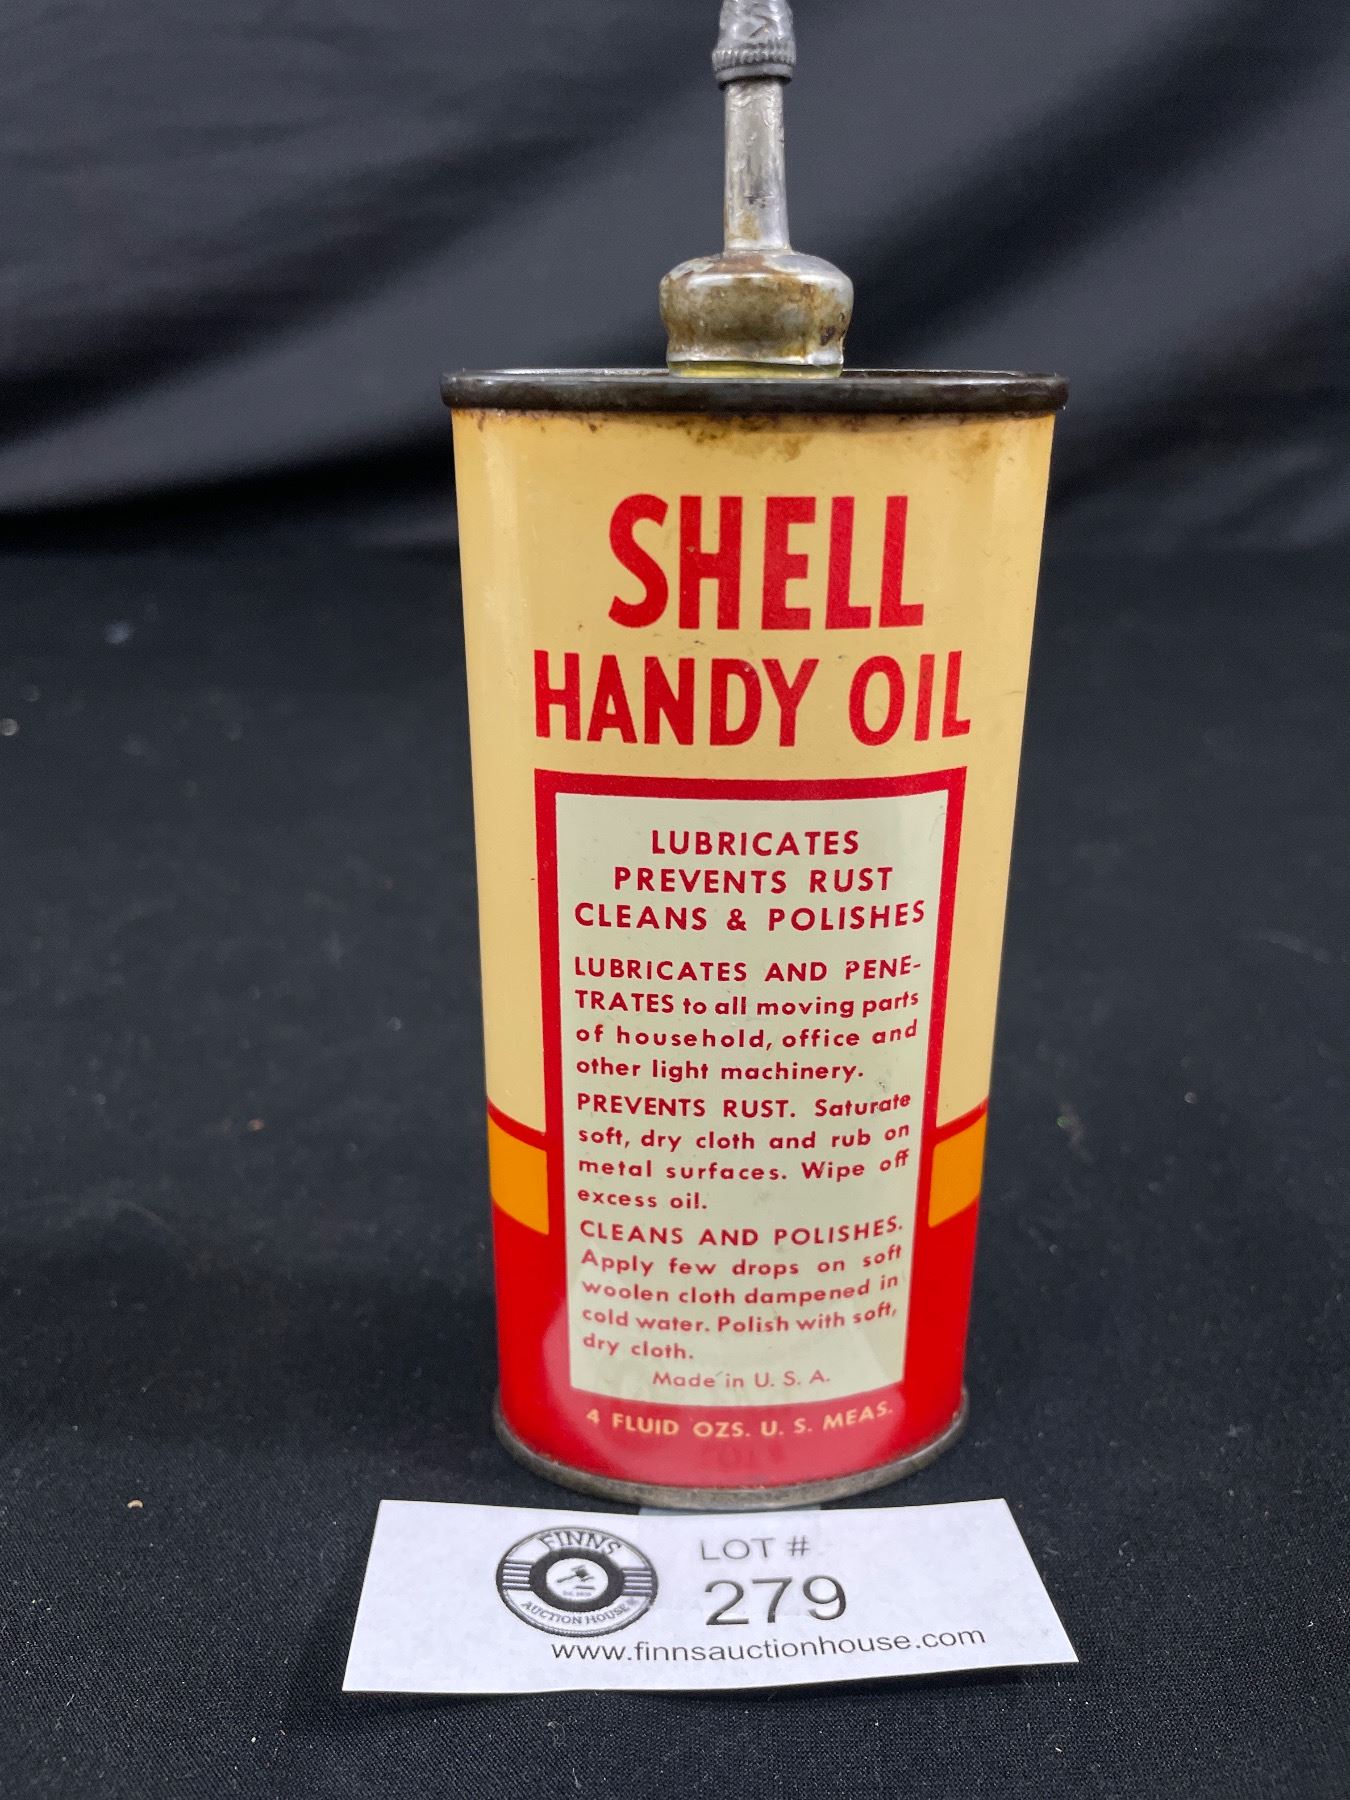 SHELL
HANDY OIL
LUBRICATES
PREVENTS RUST
CLEANS & POLISHES
LUBRICATES AND PENE-
TRATES to all moving parts
of household, office and
other light machinery.
PREVENTS RUST. Saturate
soft, dry cloth and rub on
metal surfaces. Wipe off
excess oil.
CLEANS AND POLISHES.
Apply few drops on soft
woolen cloth dampened in
cold water. Polish with soft,
dry cloth.
Made in U. S. A.
4 FLUID OZS. U. S. MEAS.
FINNS
AUCTION HOUSE
LOT #
279
www.finnsauctionhouse.com